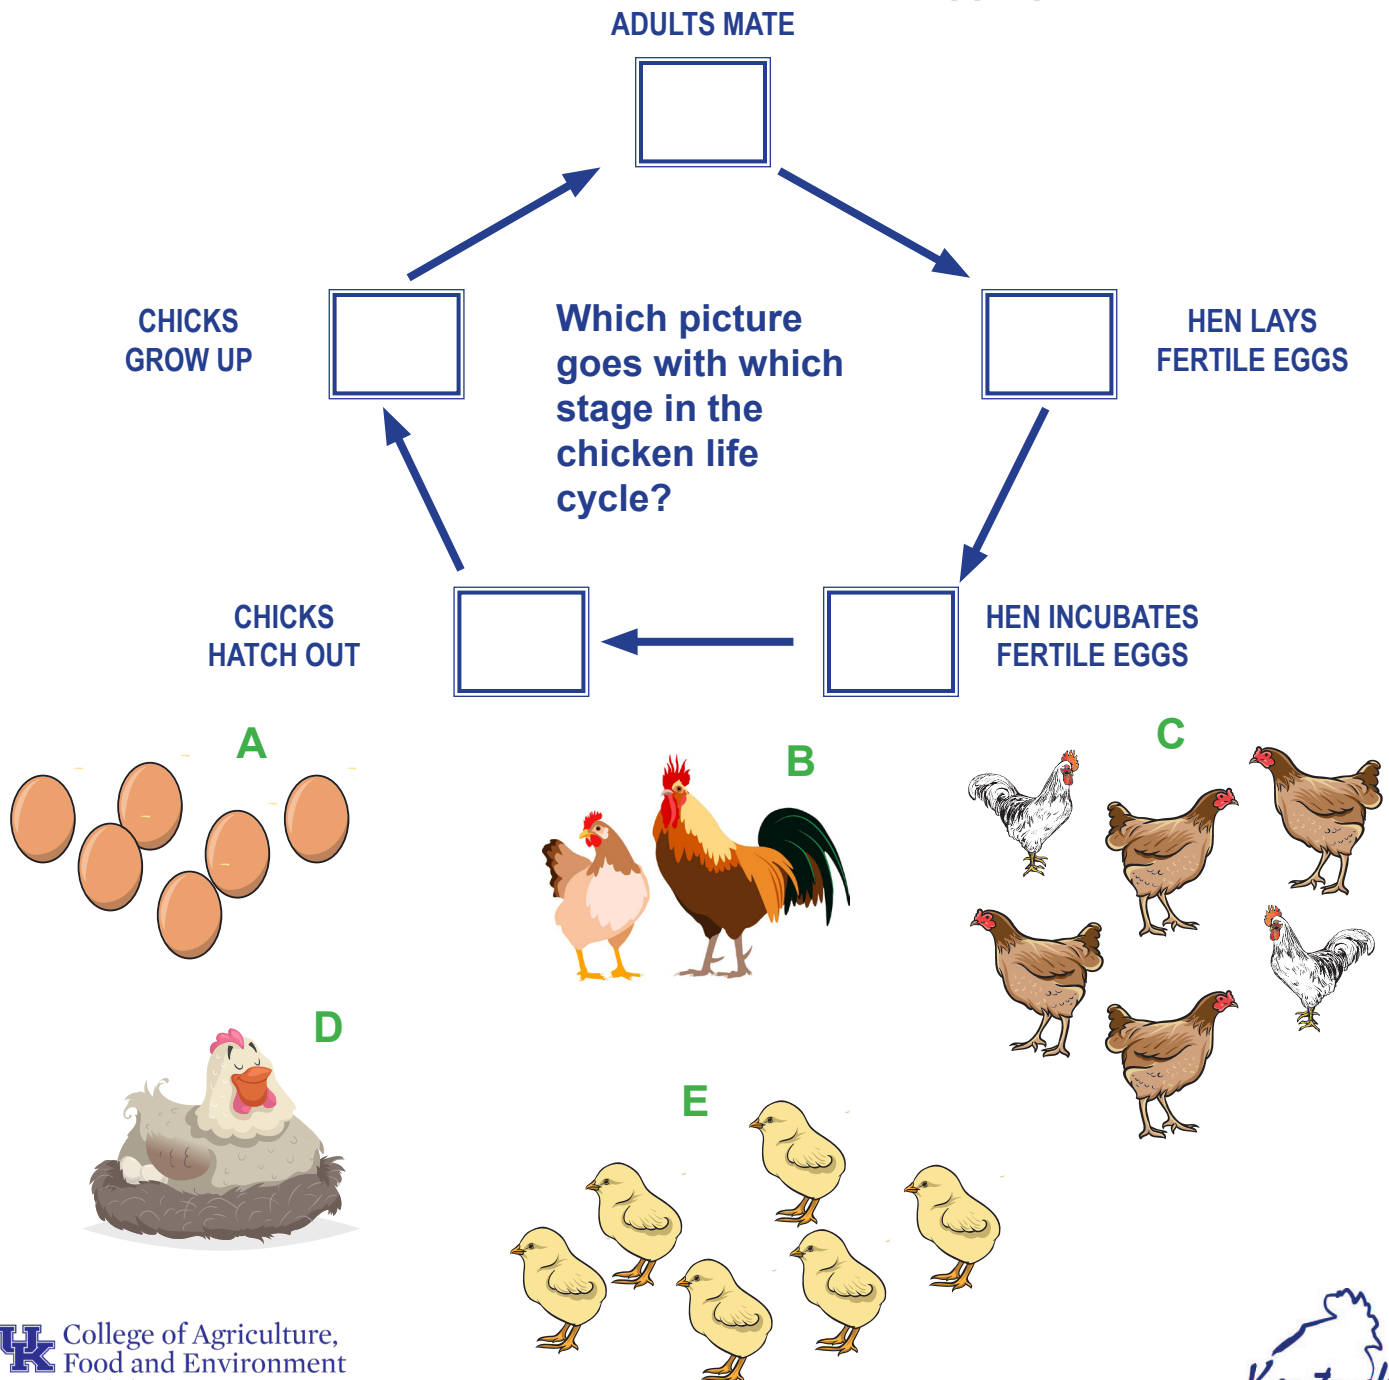 ADULTS MATE
CHICKS
GROW UP
Which picture
goes with which
stage in the
chicken life
cycle?
HEN LAYS
FERTILE EGGS
CHICKS
HATCH OUT
HEN INCUBATES
FERTILE EGGS
A
B
C
D
E
UK College of Agriculture,
Food and Environment